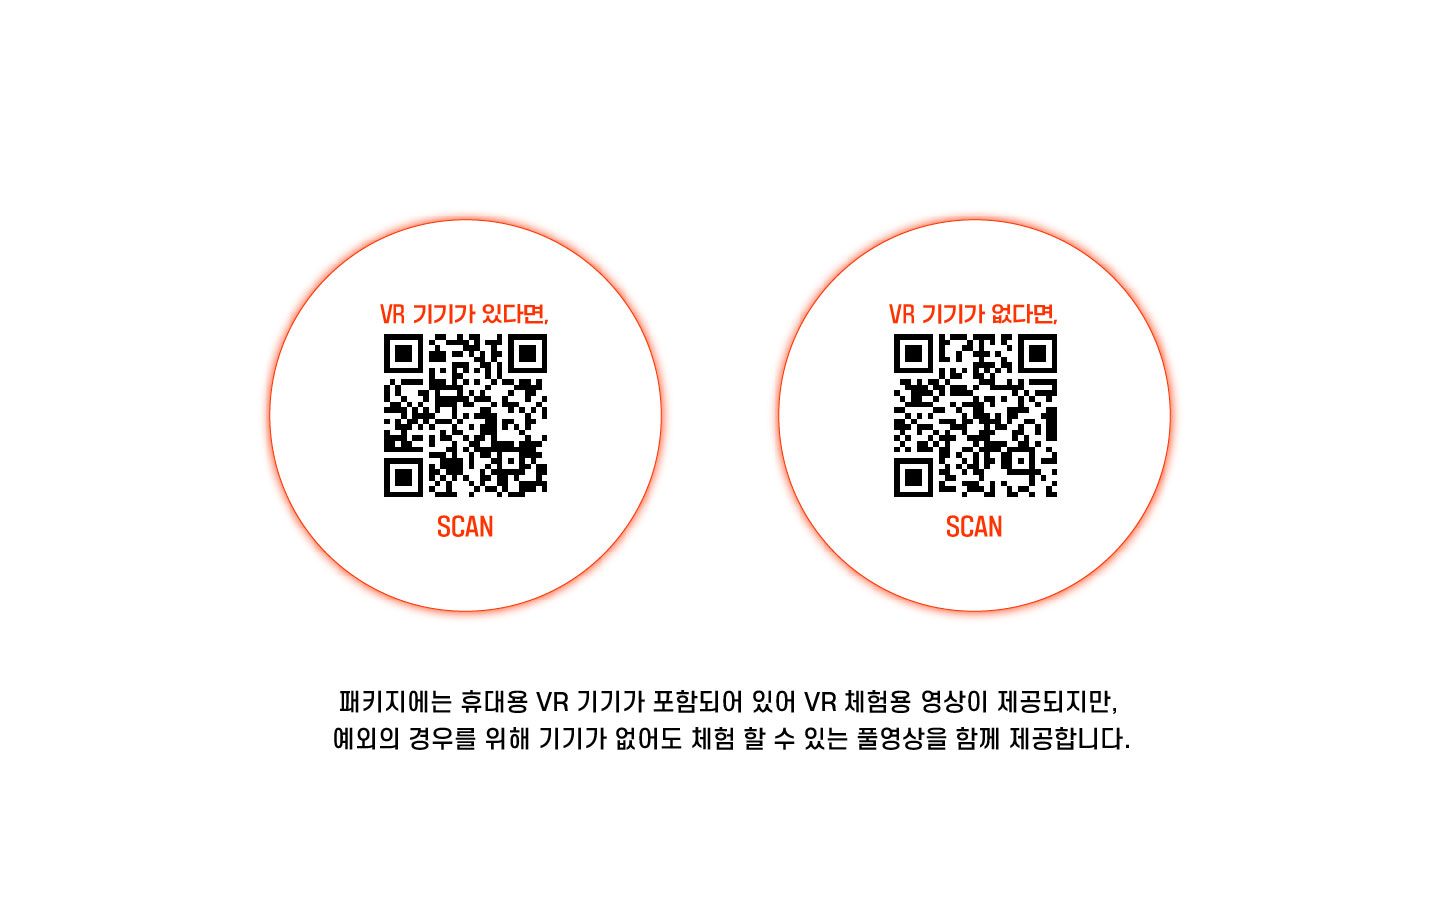 VR 기기가 있다면,
SCAN
VR 기기가 없다면,
SCAN
패키지에는 휴대용 VR 기기가 포함되어 있어 VR 체험용 영상이 제공되지만,
예외의 경우를 위해 기기가 없어도 체험 할 수 있는 풀영상을 함께 제공합니다.